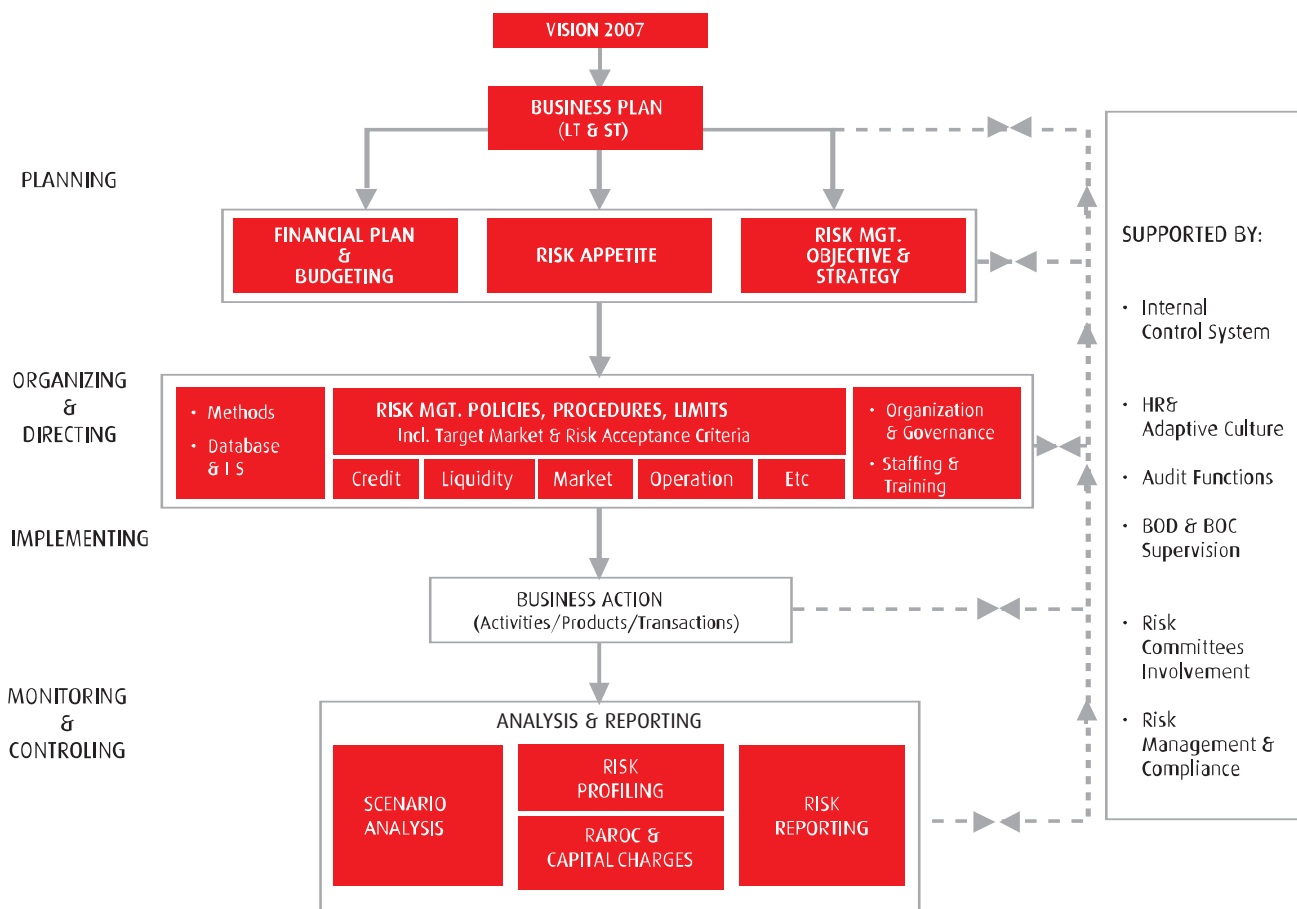 VISION 2007
BUSINESS PLAN
(LT & ST)
PLANNING
FINANCIAL PLAN
&
BUDGETING
RISK APPETITE
RISK MGT.
OBJECTIVE &
STRATEGY
ORGANIZING
&
DIRECTING
• Methods
• Database
& I S
RISK MGT. POLICIES, PROCEDURES, LIMITS
Incl. Target Market & Risk Acceptance Criteria
Credit
Liquidity
Market
Operation
Etc
• Organization
& Governance
• Staffing &
Training
IMPLEMENTING
BUSINESS ACTION
(Activities/Products/Transactions)
MONITORING
&
CONTROLING
ANALYSIS & REPORTING
SCENARIO
ANALYSIS
RISK
PROFILING
RAROC &
CAPITAL CHARGES
RISK
REPORTING
SUPPORTED BY:
• Internal
Control System
• HR&
Adaptive Culture
• Audit Functions
• BOD & BOC
Supervision
• Risk
Committees
Involvement
• Risk
Management &
Compliance